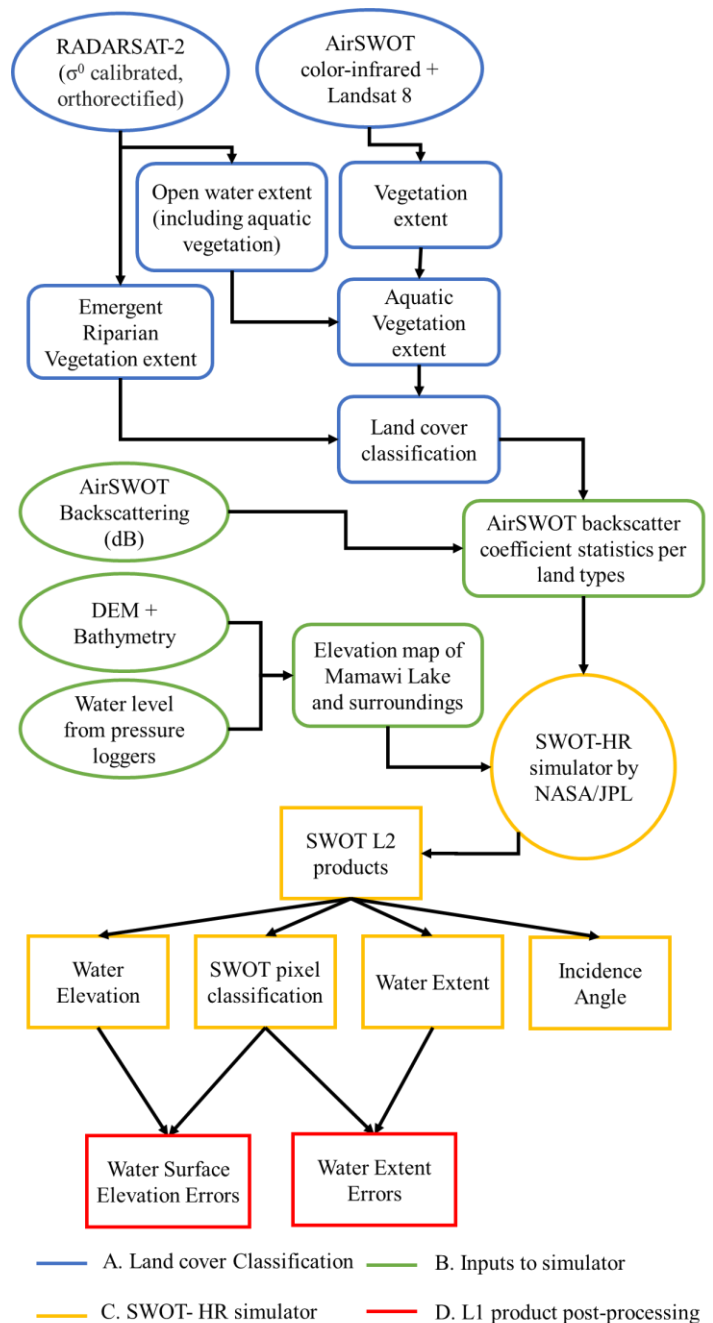 RADARSAT-2
(σ⁰ calibrated,
orthorectified)
AirSWOT
color-infrared +
Landsat 8
Open water extent
(including aquatic
vegetation)
Vegetation
extent
Emergent
Riparian
Vegetation extent
Aquatic
Vegetation
extent
Land cover
classification
AirSWOT
Backscattering
(dB)
AirSWOT backscatter
coefficient statistics per
land types
DEM +
Bathymetry
Water level
from pressure
loggers
Elevation map of
Mamawi Lake
and surroundings
SWOT-HR
simulator by
NASA/JPL
SWOT L2
products
Water
Elevation
SWOT pixel
classification
Water Extent
Incidence
Angle
Water Surface
Elevation Errors
Water Extent
Errors
A. Land cover Classification
B. Inputs to simulator
C. SWOT- HR simulator
D. L1 product post-processing